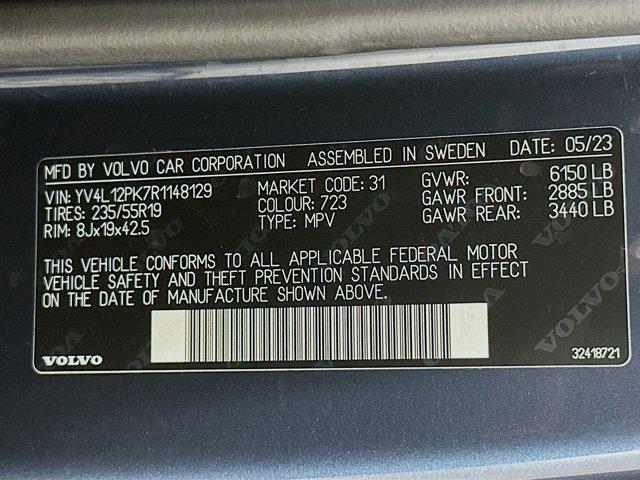 MFD BY VOLVO CAR CORPORATION ASSEMBLED IN SWEDEN DATE: 05/23
VIN: YV4L12PK7R1148129 MARKET CODE: 31 GVWR: 6150 LB
TIRES: 235/55R19 COLOUR: 723 GAWR FRONT: 2885 LB
RIM: 8Jx19x42.5 TYPE: MPV GAWR REAR: 3440 LB
THIS VEHICLE CONFORMS TO ALL APPLICABLE FEDERAL MOTOR
VEHICLE SAFETY AND THEFT PREVENTION STANDARDS IN EFFECT
ON THE DATE OF MANUFACTURE SHOWN ABOVE.
VOLVO 32418721